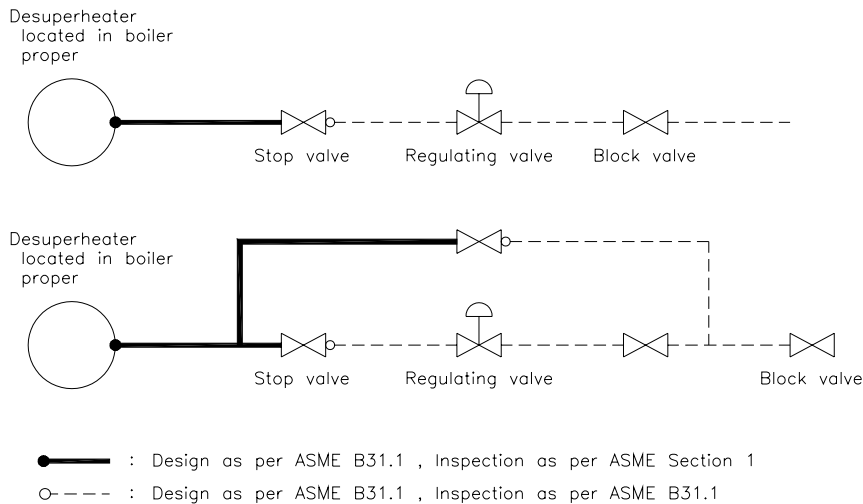 Desuperheater
located in boiler
proper
Stop valve
Regulating valve
Block valve
Desuperheater
located in boiler
proper
Stop valve
Regulating valve
Block valve
: Design as per ASME B31.1 , Inspection as per ASME Section 1
: Design as per ASME B31.1 , Inspection as per ASME B31.1